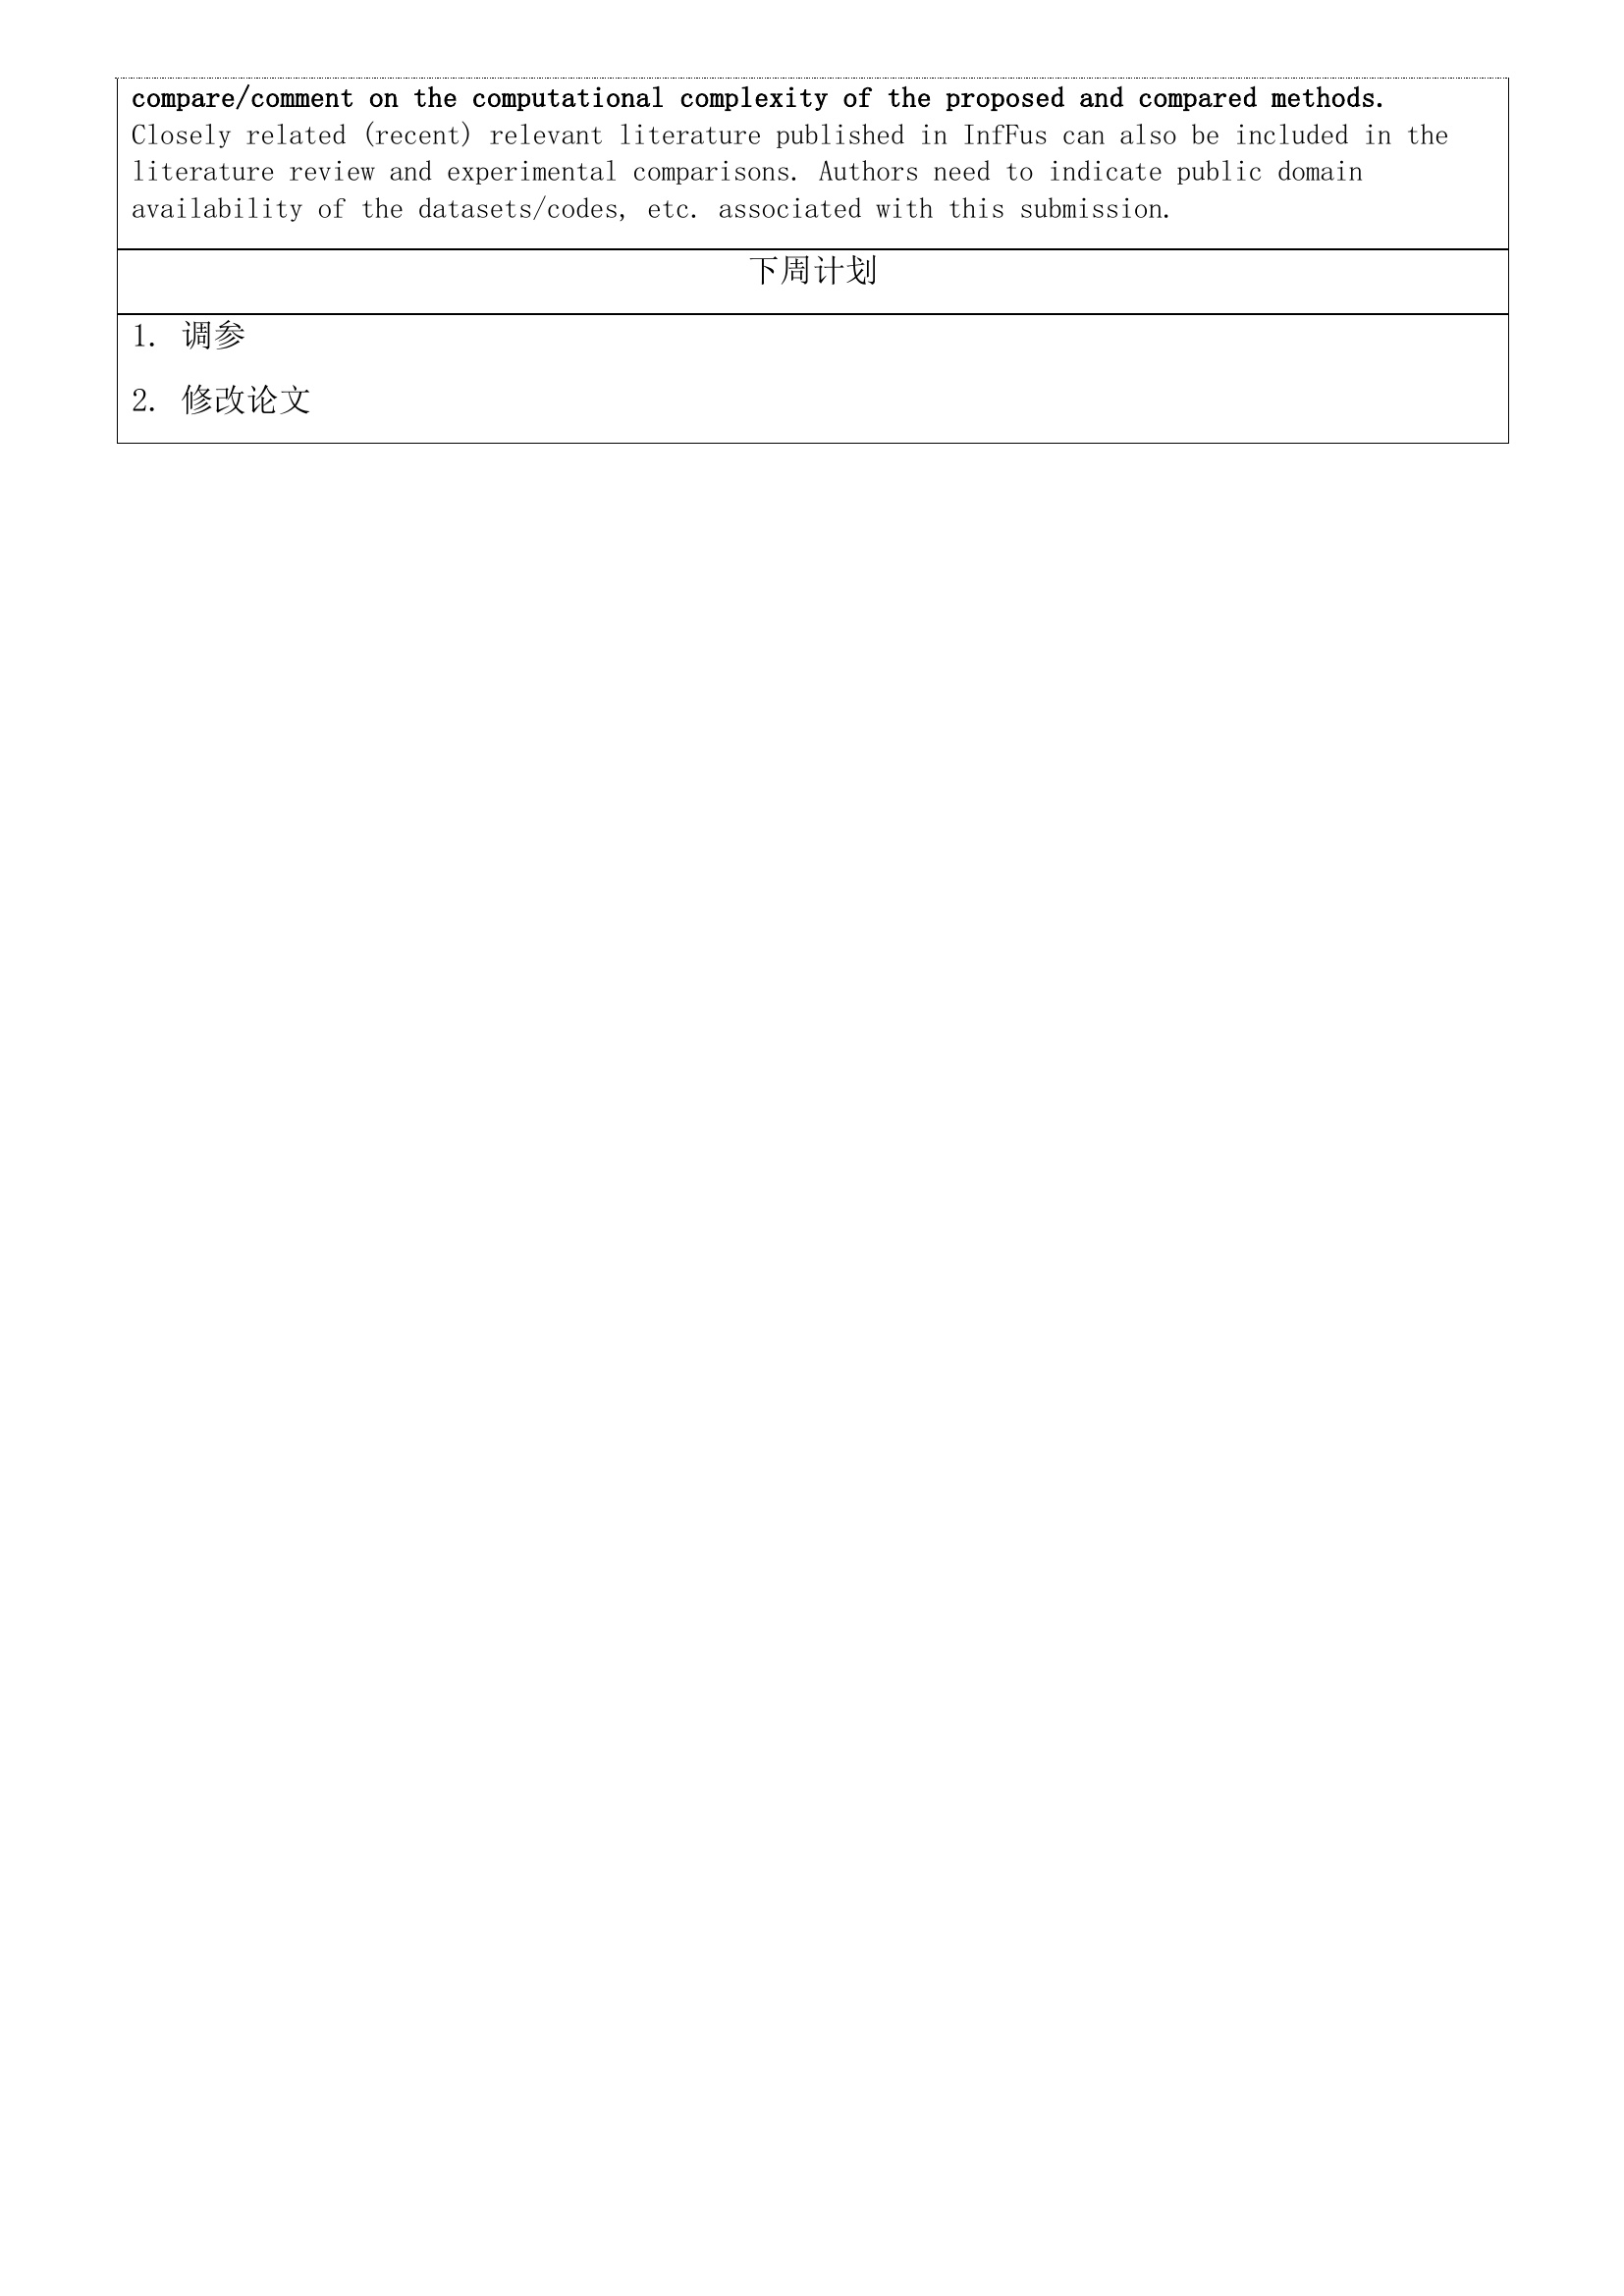 compare/comment on the computational complexity of the proposed and compared methods.
Closely related (recent) relevant literature published in InfFus can also be included in the
literature review and experimental comparisons. Authors need to indicate public domain
availability of the datasets/codes, etc. associated with this submission.
下周计划
1. 调参
2. 修改论文